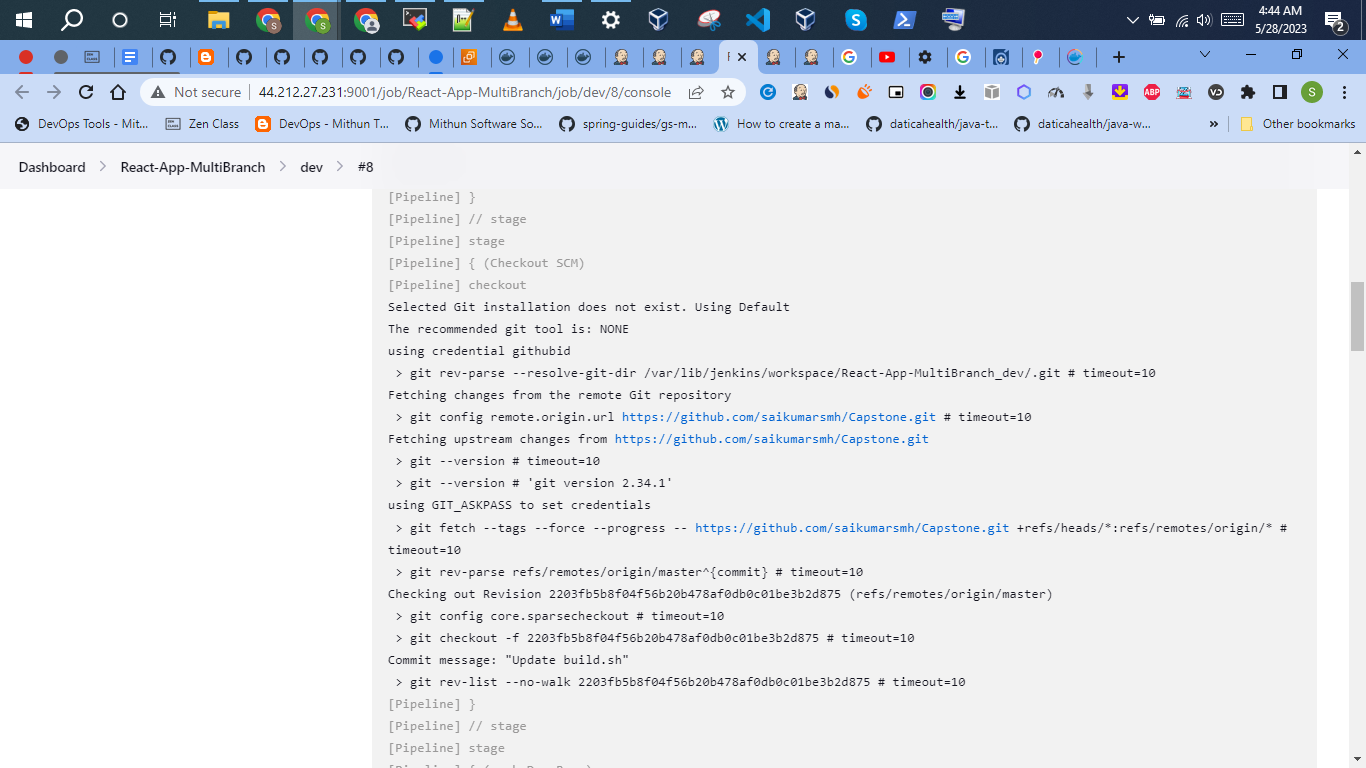 4:44 AM
5/28/2023
2
Not secure
44.212.27.231:9001/job/React-App-MultiBranch/job/dev/8/console
ABP
S
DevOps Tools - Mit...
Zen Class
DevOps - Mithun T...
Mithun Software So...
spring-guides/gs-m...
How to create a ma...
daticahealth/java-t...
daticahealth/java-w...
»
Other bookmarks
Dashboard
React-App-MultiBranch
dev
#8
[Pipeline] }
[Pipeline] // stage
[Pipeline] stage
[Pipeline] { (Checkout SCM)
[Pipeline] checkout
Selected Git installation does not exist. Using Default
The recommended git tool is: NONE
using credential githubid
> git rev-parse --resolve-git-dir /var/lib/jenkins/workspace/React-App-MultiBranch_dev/.git # timeout=10
Fetching changes from the remote Git repository
> git config remote.origin.url https://github.com/saikumarsmh/Capstone.git # timeout=10
Fetching upstream changes from https://github.com/saikumarsmh/Capstone.git
> git --version # timeout=10
> git --version # 'git version 2.34.1'
using GIT_ASKPASS to set credentials
> git fetch --tags --force --progress -- https://github.com/saikumarsmh/Capstone.git +refs/heads/*:refs/remotes/origin/* #
timeout=10
> git rev-parse refs/remotes/origin/master^{commit} # timeout=10
Checking out Revision 2203fb5b8f04f56b20b478af0db0c01be3b2d875 (refs/remotes/origin/master)
> git config core.sparsecheckout # timeout=10
> git checkout -f 2203fb5b8f04f56b20b478af0db0c01be3b2d875 # timeout=10
Commit message: "Update build.sh"
> git rev-list --no-walk 2203fb5b8f04f56b20b478af0db0c01be3b2d875 # timeout=10
[Pipeline] }
[Pipeline] // stage
[Pipeline] stage